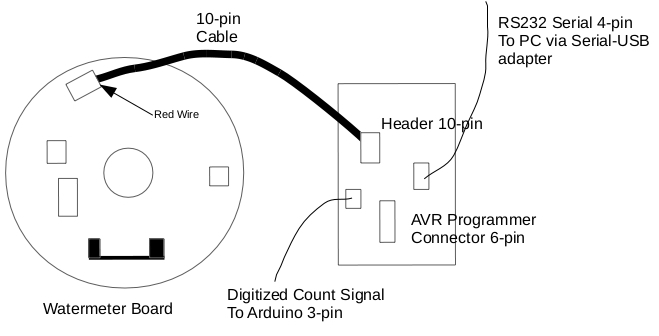 10-pin
Cable
RS232 Serial 4-pin
To PC via Serial-USB
adapter
Red Wire
Header 10-pin
AVR Programmer
Connector 6-pin
Digitized Count Signal
To Arduino 3-pin
Watermeter Board